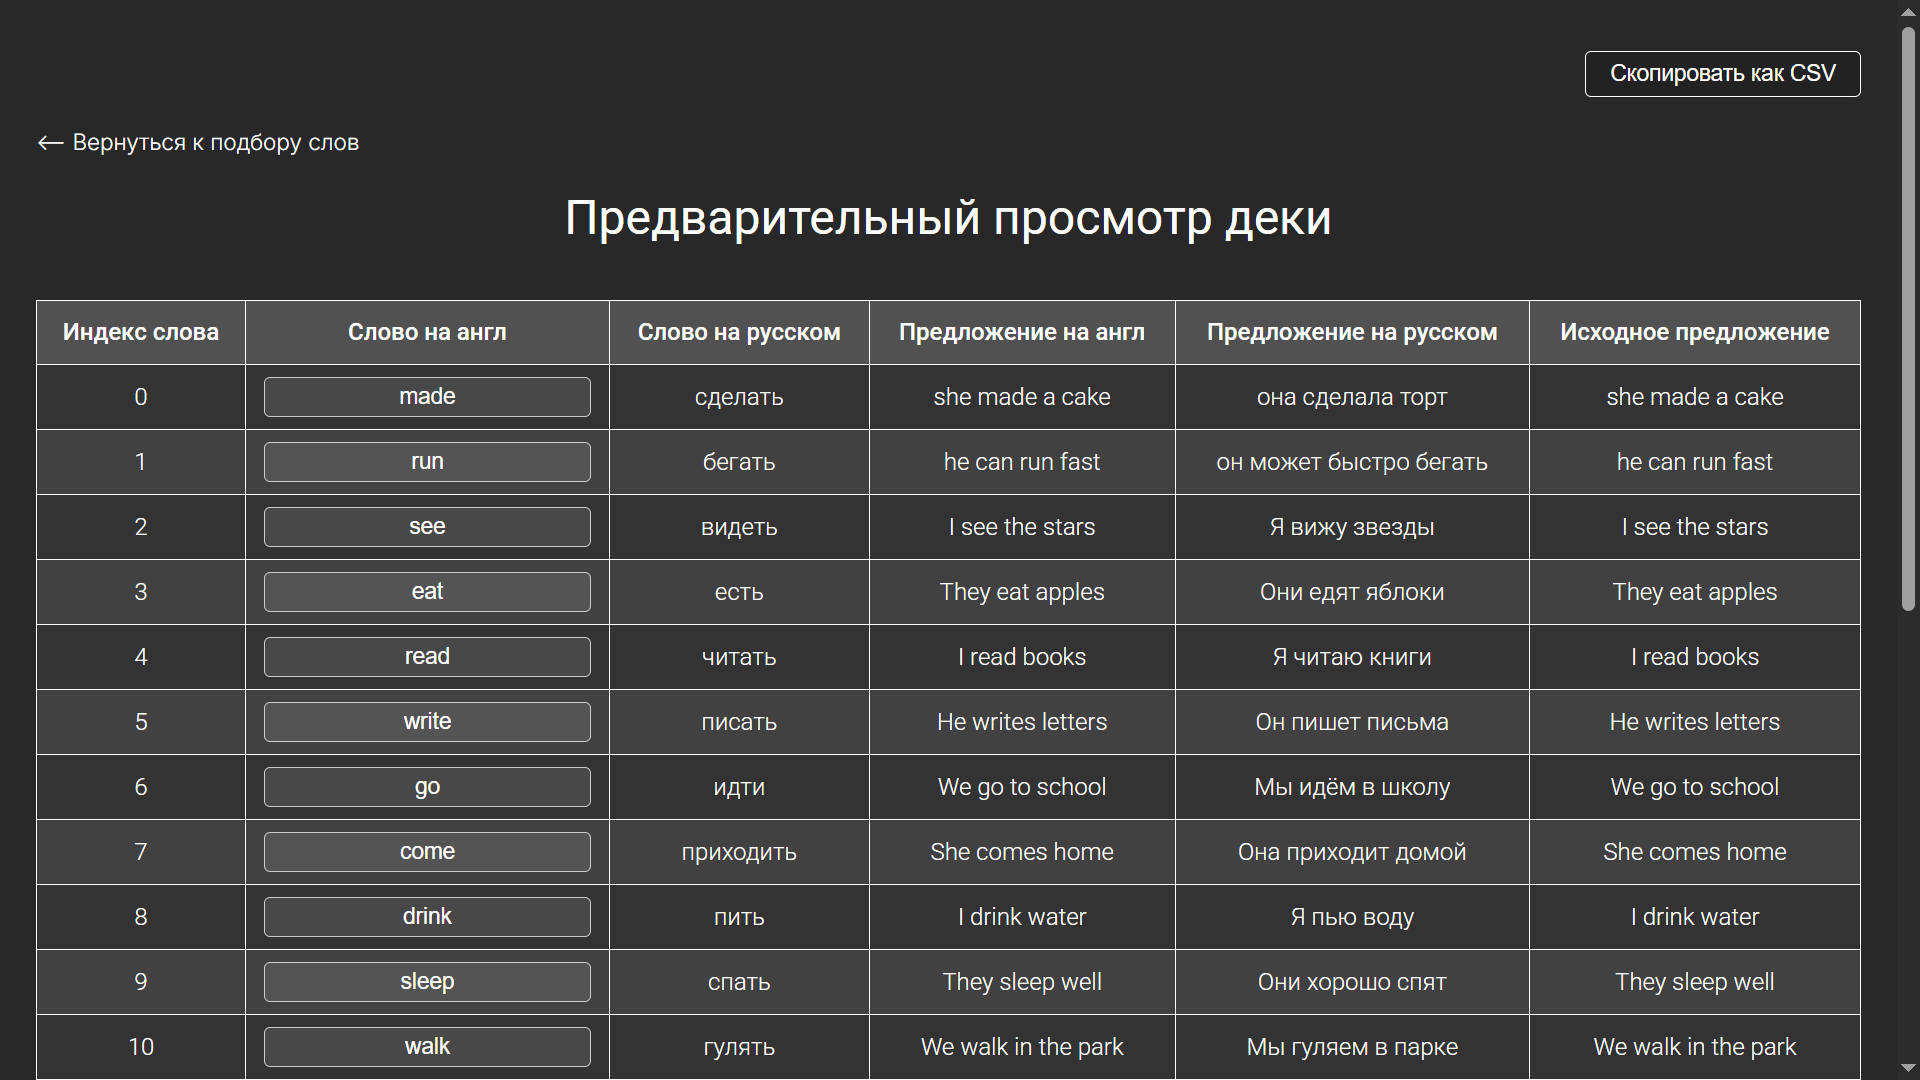 Скопировать как CSV
Вернуться к подбору слов
Предварительный просмотр деки
Индекс слова Слово на англ Слово на русском Предложение на англ Предложение на русском Исходное предложение
0 made сделать she made a cake она сделала торт she made a cake
1 run бегать he can run fast он может быстро бегать he can run fast
2 see видеть I see the stars Я вижу звезды I see the stars
3 eat есть They eat apples Они едят яблоки They eat apples
4 read читать I read books Я читаю книги I read books
5 write писать He writes letters Он пишет письма He writes letters
6 go идти We go to school Мы идём в школу We go to school
7 come приходить She comes home Она приходит домой She comes home
8 drink пить I drink water Я пью воду I drink water
9 sleep спать They sleep well Они хорошо спят They sleep well
10 walk гулять We walk in the park Мы гуляем в парке We walk in the park